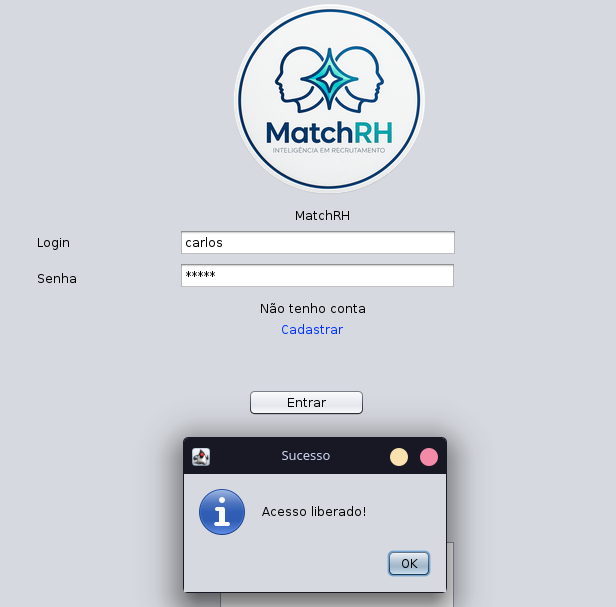 MatchRH
INTELIGÊNCIA EM RECRUTAMENTO
MatchRH
Login
carlos
Senha
*****
Não tenho conta
Cadastrar
Entrar
Sucesso
Acesso liberado!
OK